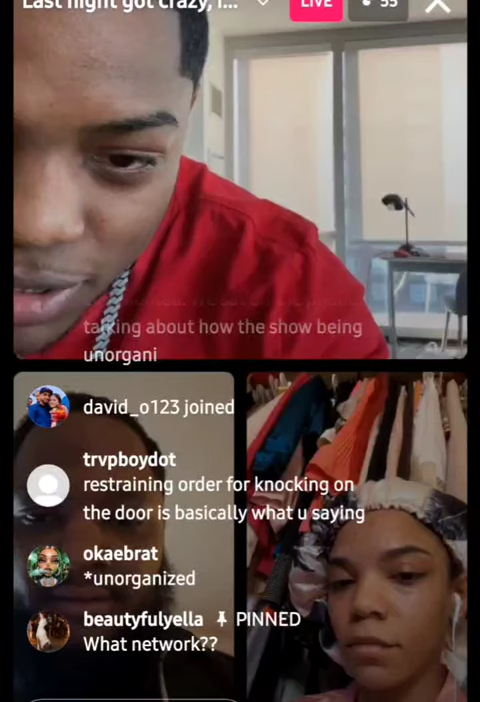 Last night got crazy, I...
LIVE
55
talking about how the show being
unorgani
david_o123 joined
trvpboydot
restraining order for knocking on
the door is basically what u saying
okaebrat
*unorganized
beautyfulyella PINNED
What network??